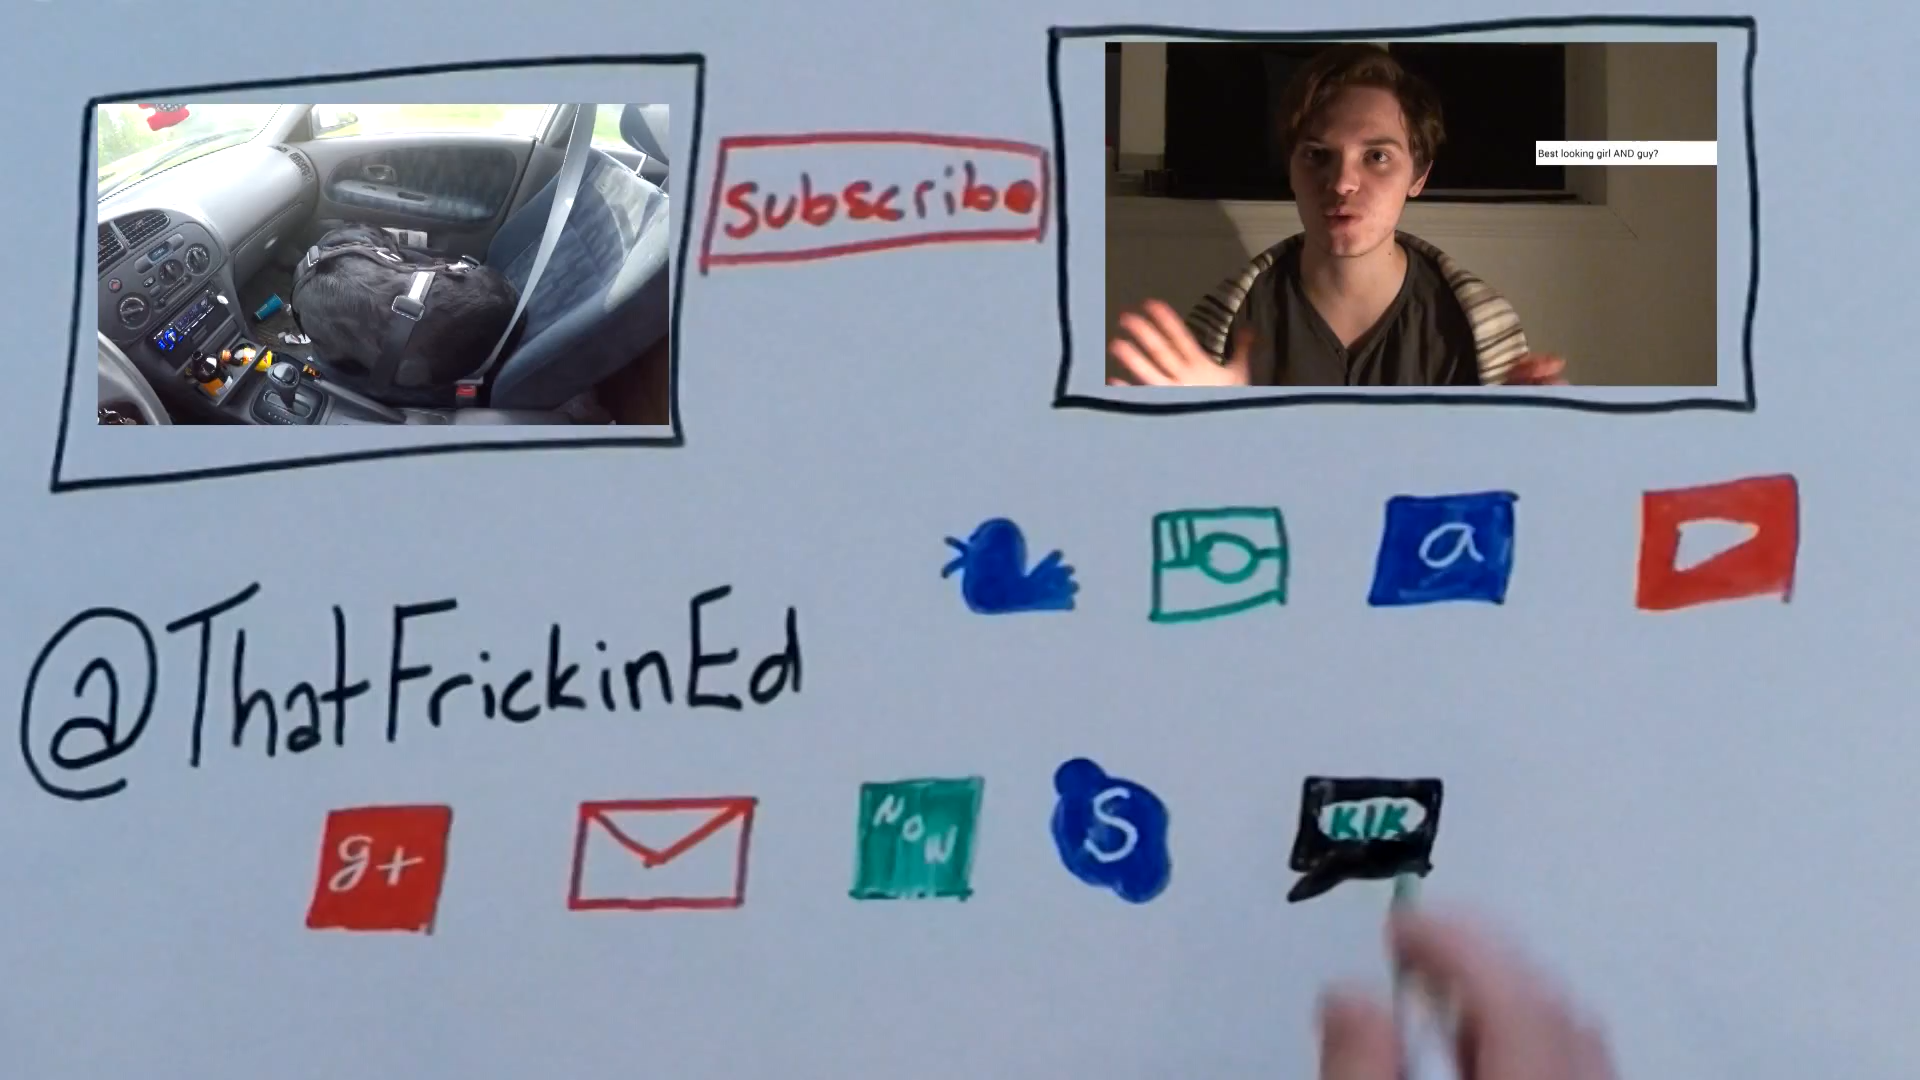 Best looking girl AND guy?
subscribe
a
@ThatFrickinEd
g+
NOW
S
KIK